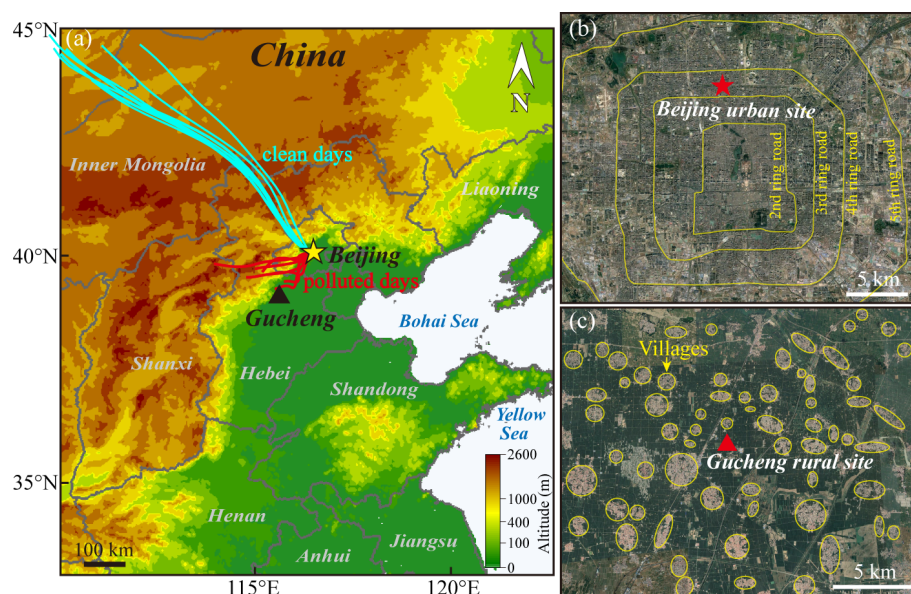 45°N
(a)
China
N
clean days
Inner Mongolia
Liaoning
40°N
Beijing
polluted days
Gucheng
Bohai Sea
Shanxi
Hebei
Shandong
Yellow
Sea
35°N
Henan
Anhui
Jiangsu
2600
1000
400
100
0
Altitude (m)
100 km
115°E
120°E
(b)
Beijing urban site
2nd ring road
3rd ring road
4th ring road
5th ring road
5 km
(c)
Villages
Gucheng rural site
5 km